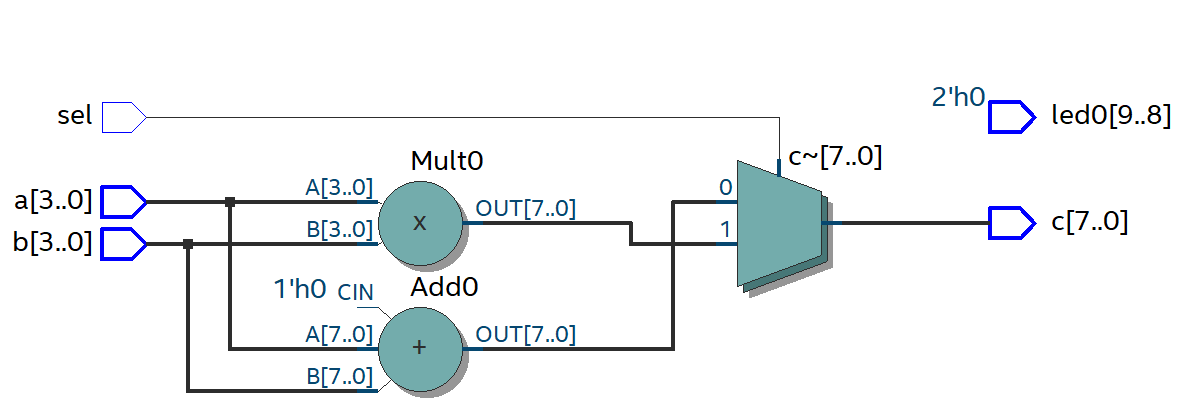 2'h0
sel
led0[9..8]
c~[7..0]
Mult0
a[3..0]
A[3..0]
0
OUT[7..0]
c[7..0]
b[3..0]
B[3..0]
x
1
1'h0 CIN
Add0
A[7..0]
OUT[7..0]
+
B[7..0]